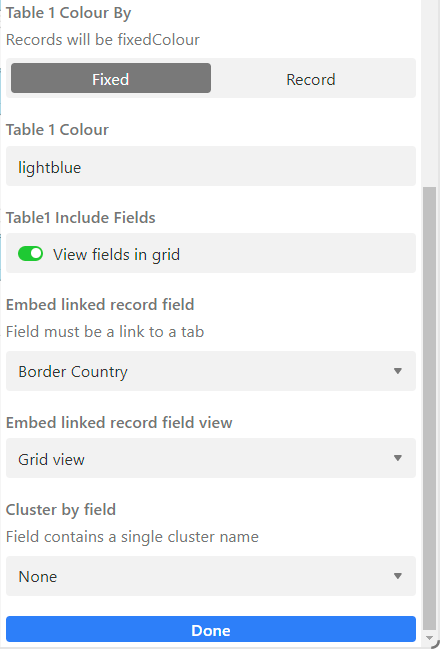 Table 1 Colour By
Records will be fixedColour
Fixed Record
Table 1 Colour
lightblue
Table1 Include Fields
View fields in grid
Embed linked record field
Field must be a link to a tab
Border Country
Embed linked record field view
Grid view
Cluster by field
Field contains a single cluster name
None
Done